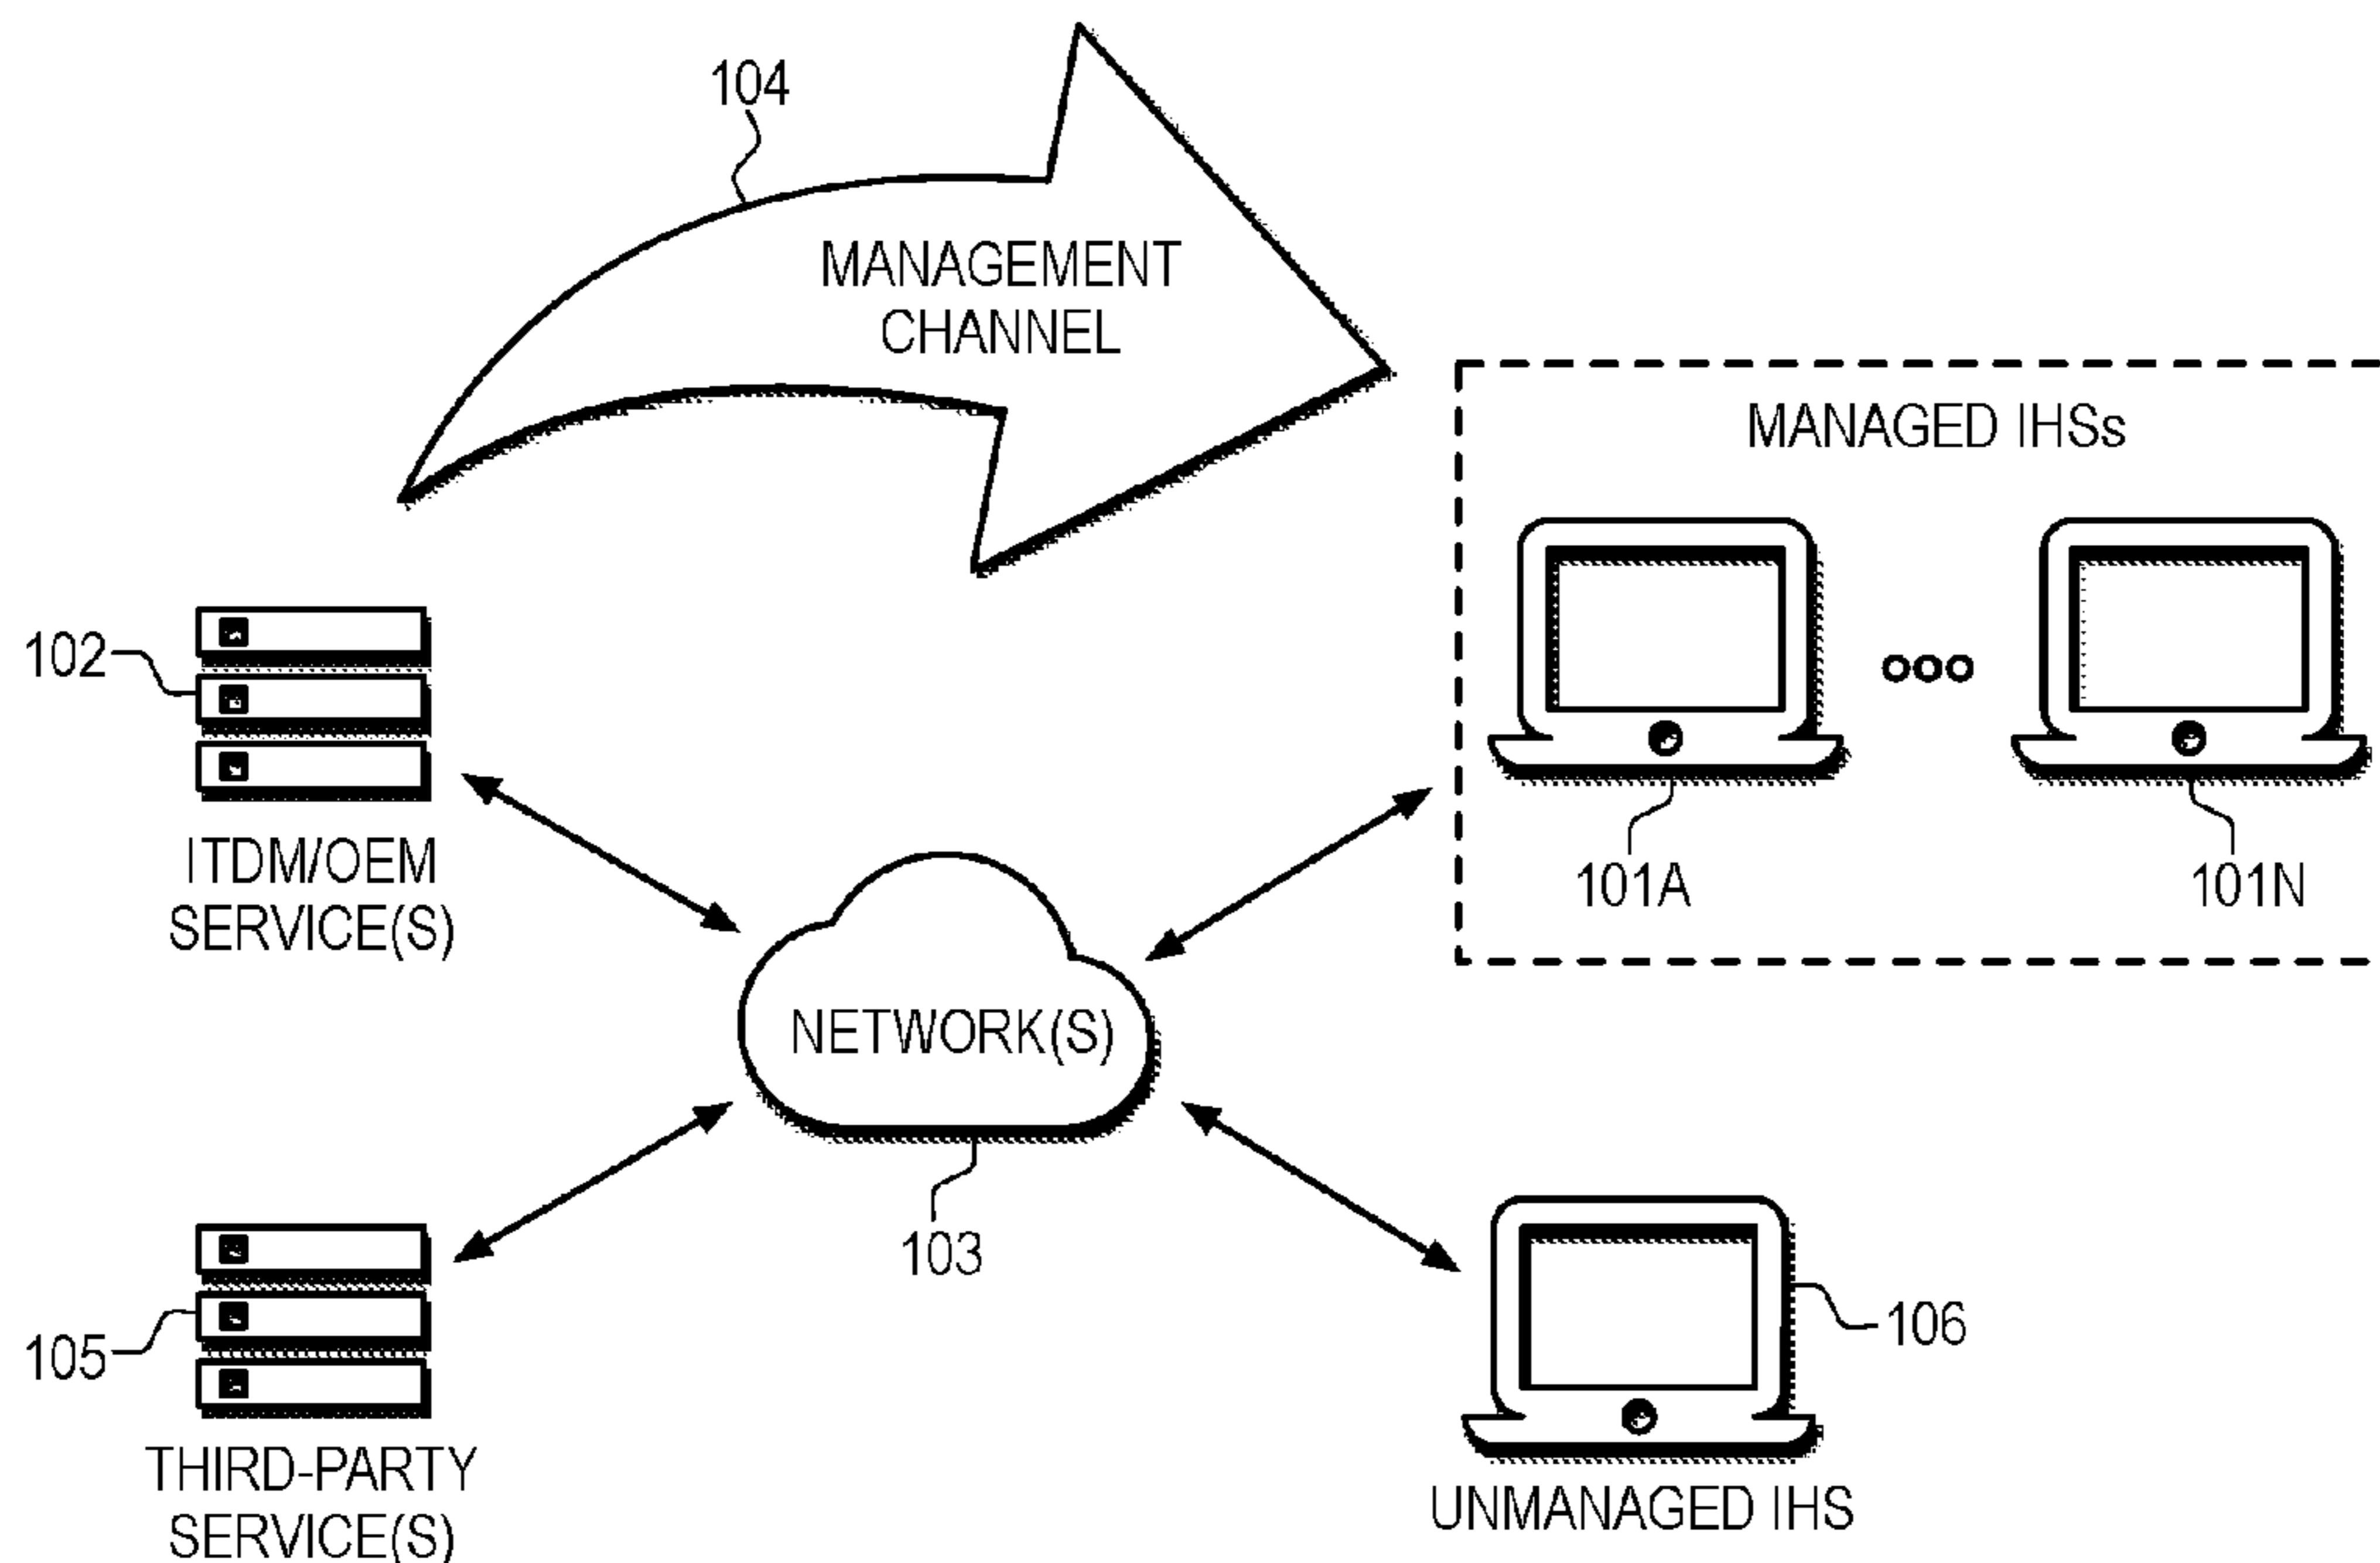 104
MANAGEMENT
CHANNEL
MANAGED IHSs
102
ITDM/OEM
SERVICE(S)
101A
101N
NETWORK(S)
103
105
THIRD-PARTY
SERVICE(S)
106
UNMANAGED IHS